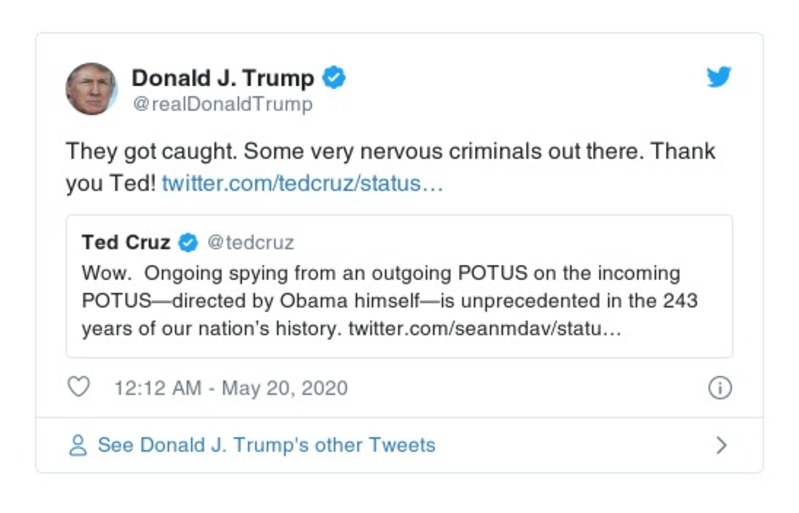 Donald J. Trump
@realDonaldTrump
They got caught. Some very nervous criminals out there. Thank
you Ted! twitter.com/tedcruz/status…
Ted Cruz @tedcruz
Wow.  Ongoing spying from an outgoing POTUS on the incoming
POTUS—directed by Obama himself—is unprecedented in the 243
years of our nation's history. twitter.com/seanmdav/statu…
12:12 AM - May 20, 2020
See Donald J. Trump's other Tweets